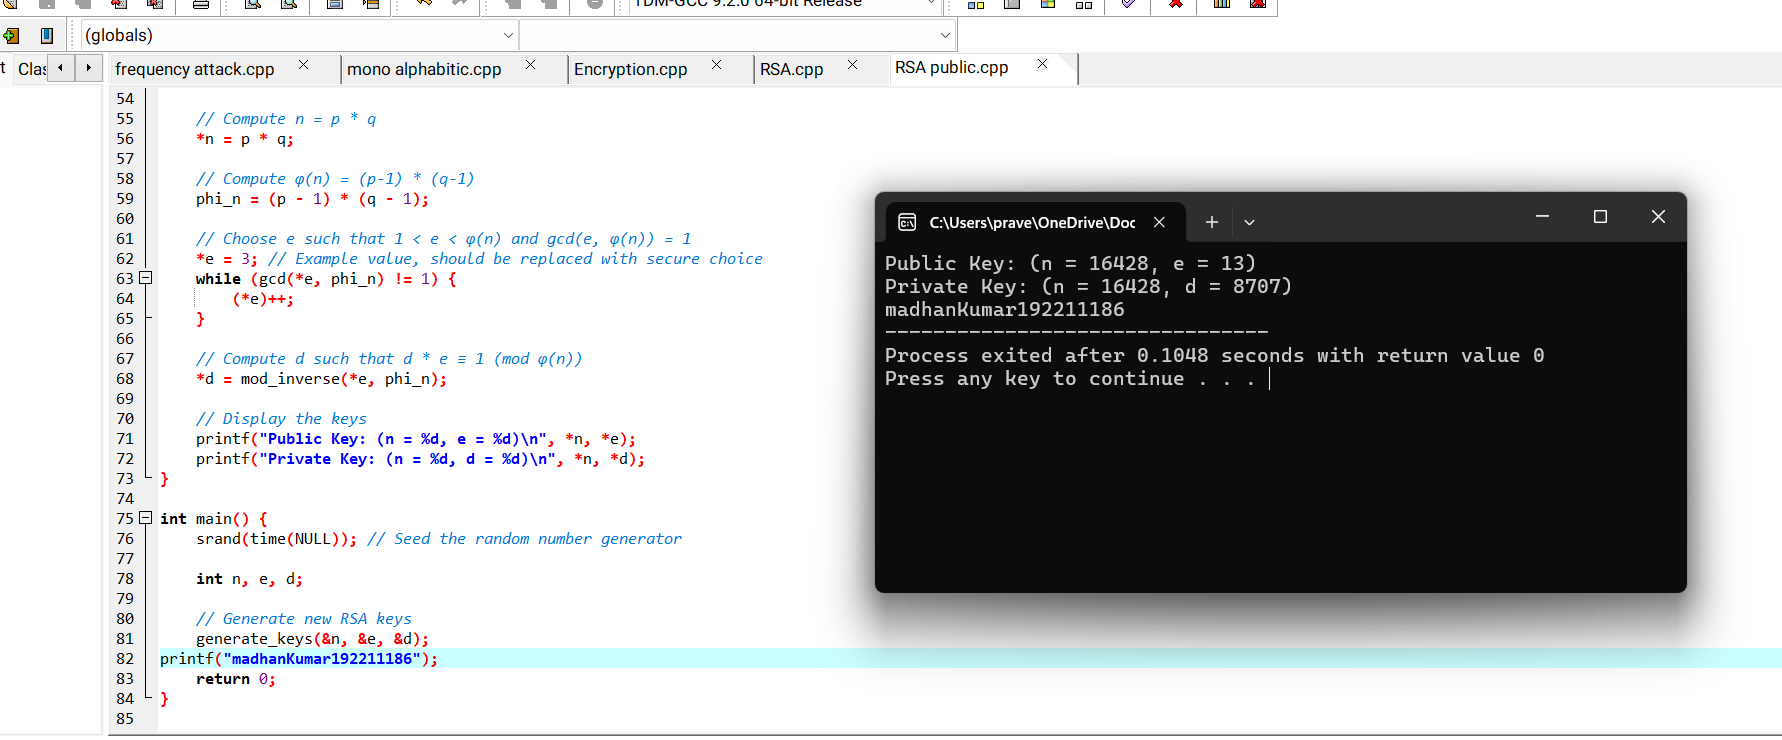 TDM-GCC 9.2.0 64-bit Release
(globals)
t Clas frequency attack.cpp mono alphabitic.cpp Encryption.cpp RSA.cpp RSA public.cpp
54
55 // Compute n = p * q
56 *n = p * q;
57
58 // Compute φ(n) = (p-1) * (q-1)
59 phi_n = (p - 1) * (q - 1);
60
61 // Choose e such that 1 < e < φ(n) and gcd(e, φ(n)) = 1
62 *e = 3; // Example value, should be replaced with secure choice
63 while (gcd(*e, phi_n) != 1) {
64 (*e)++;
65 }
66
67 // Compute d such that d * e ≡ 1 (mod φ(n))
68 *d = mod_inverse(*e, phi_n);
69
70 // Display the keys
71 printf("Public Key: (n = %d, e = %d)\n", *n, *e);
72 printf("Private Key: (n = %d, d = %d)\n", *n, *d);
73 }
74
75 int main() {
76 srand(time(NULL)); // Seed the random number generator
77
78 int n, e, d;
79
80 // Generate new RSA keys
81 generate_keys(&n, &e, &d);
82 printf("madhanKumar192211186");
83 return 0;
84 }
85
C:\Users\prave\OneDrive\Doc
Public Key: (n = 16428, e = 13)
Private Key: (n = 16428, d = 8707)
madhanKumar192211186
--------------------------------
Process exited after 0.1048 seconds with return value 0
Press any key to continue . . .